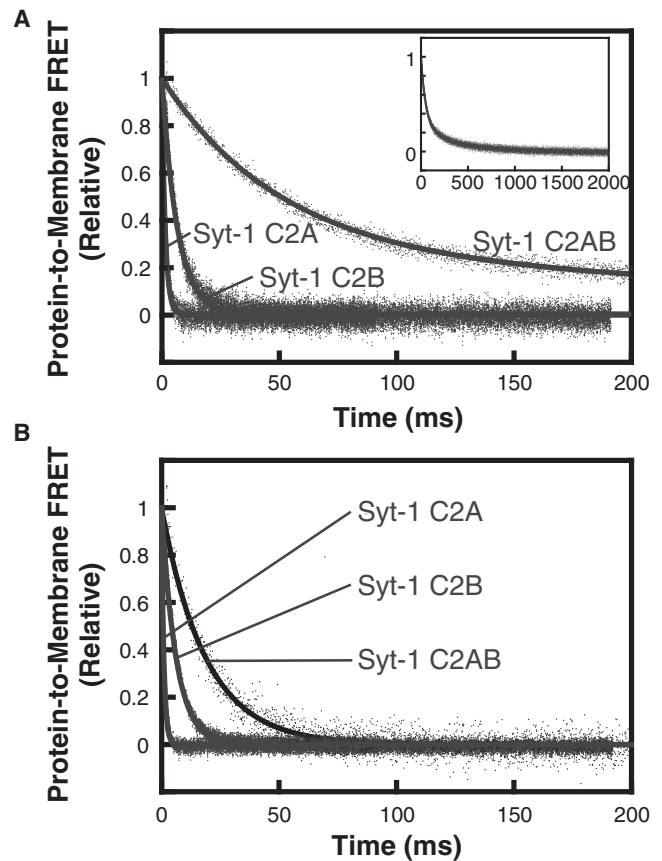 A
Protein-to-Membrane FRET
(Relative)
1
0.8
0.6
0.4
0.2
0
Syt-1 C2A
Syt-1 C2B
Syt-1 C2AB
1
0
0 500 1000 1500 2000
0 50 100 150 200
Time (ms)
B
Protein-to-Membrane FRET
(Relative)
1
0.8
0.6
0.4
0.2
0
Syt-1 C2A
Syt-1 C2B
Syt-1 C2AB
0 50 100 150 200
Time (ms)